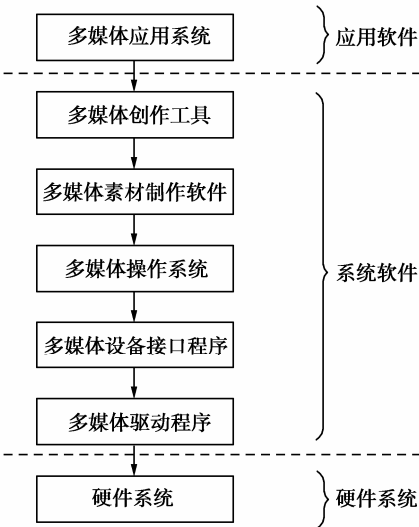 多媒体应用系统
应用软件
多媒体创作工具
多媒体素材制作软件
多媒体操作系统
系统软件
多媒体设备接口程序
多媒体驱动程序
硬件系统
硬件系统